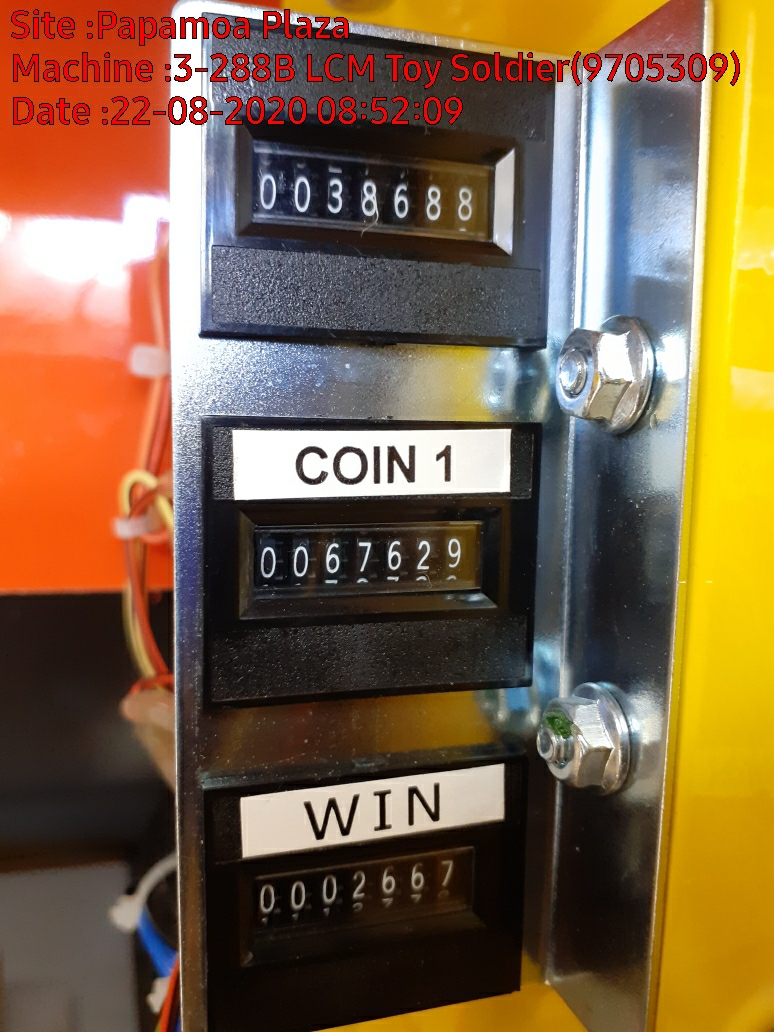 Site :Papamoa Plaza
Machine :3-288B LCM Toy Soldier(9705309)
Date :22-08-2020 08:52:09
0038688
COIN 1
0067629
WIN
0002667